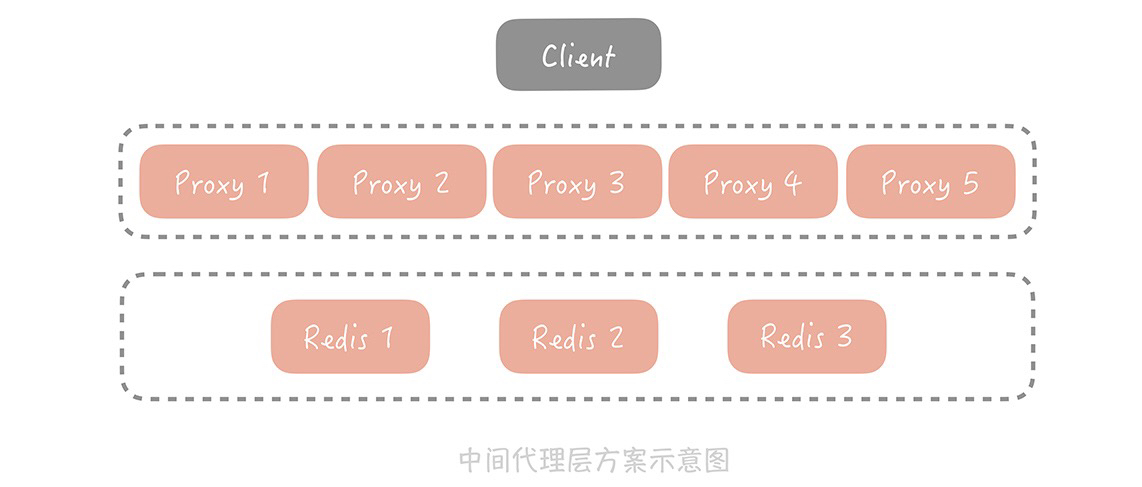 Client
Proxy 1
Proxy 2
Proxy 3
Proxy 4
Proxy 5
Redis 1
Redis 2
Redis 3
中间代理层方案示意图